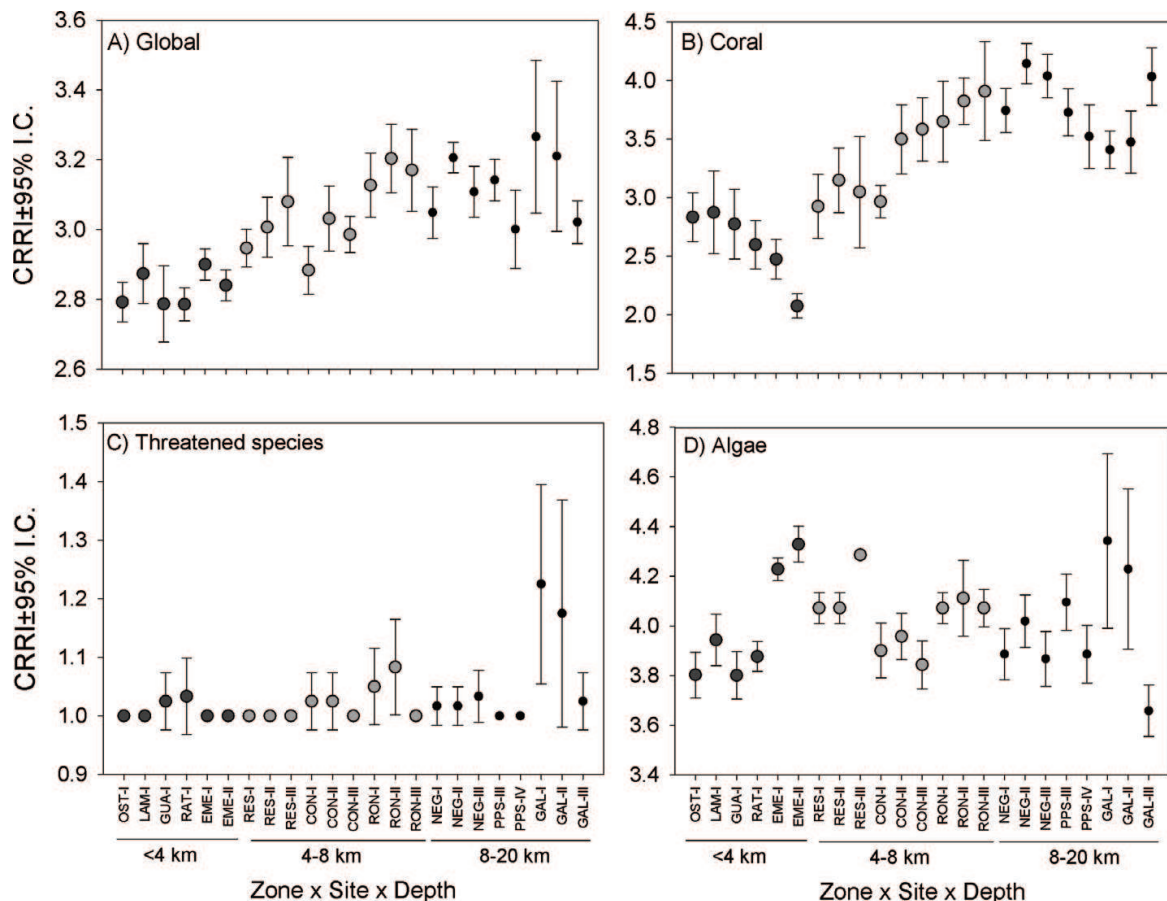 A) Global
CRRI±95% I.C.
3.6
3.4
3.2
3.0
2.8
2.6
B) Coral
4.5
4.0
3.5
3.0
2.5
2.0
1.5
C) Threatened species
CRRI±95% I.C.
1.5
1.4
1.3
1.2
1.1
1.0
0.9
OST-I
LAM-I
GUA-I
RAT-I
EME-I
EME-II
RES-I
RES-II
RES-III
CON-I
CON-II
CON-III
RON-I
RON-II
RON-III
NEG-I
NEG-II
NEG-III
PPS-III
PPS-IV
GAL-I
GAL-II
GAL-III
<4 km
4-8 km
8-20 km
Zone x Site x Depth
D) Algae
4.8
4.6
4.4
4.2
4.0
3.8
3.6
3.4
OST-I
LAM-I
GUA-I
RAT-I
EME-I
EME-II
RES-I
RES-II
RES-III
CON-I
CON-II
CON-III
RON-I
RON-II
RON-III
NEG-I
NEG-II
NEG-III
PPS-III
PPS-IV
GAL-I
GAL-II
GAL-III
<4 km
4-8 km
8-20 km
Zone x Site x Depth